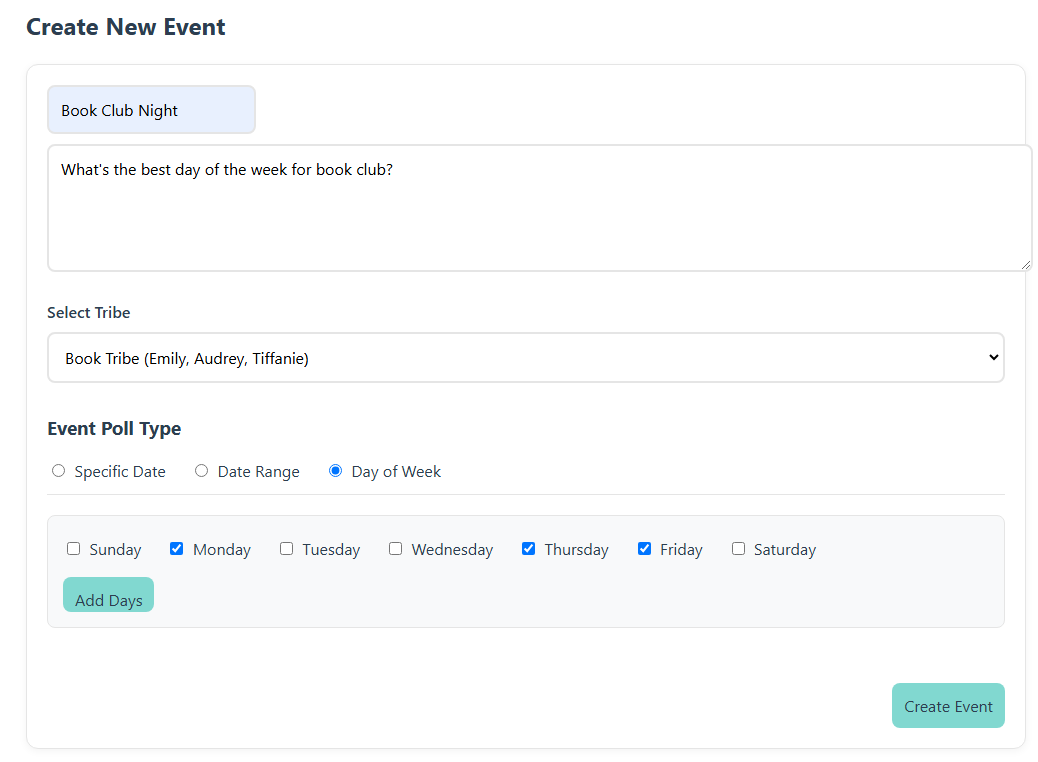 Create New Event
Book Club Night
What's the best day of the week for book club?
Select Tribe
Book Tribe (Emily, Audrey, Tiffanie)
Event Poll Type
Specific Date Date Range Day of Week
Sunday Monday Tuesday Wednesday Thursday Friday Saturday
Add Days
Create Event